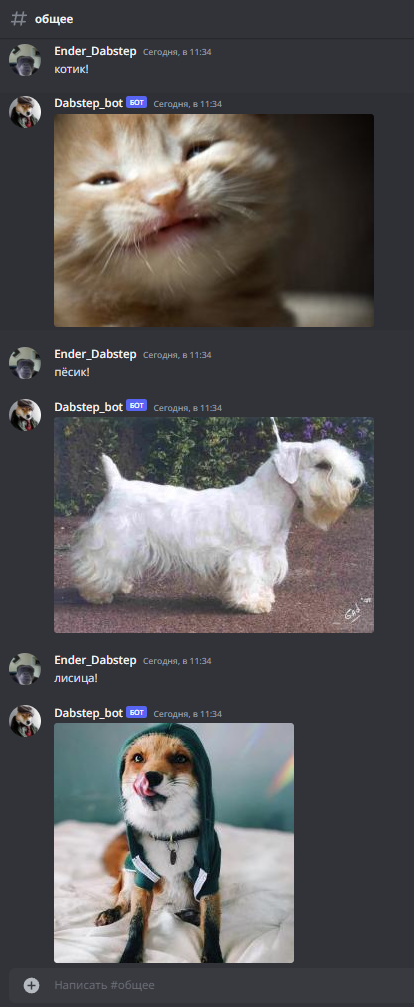 # общее
Ender_Dabstep Сегодня, в 11:34
котик!
Dabstep_bot БОТ Сегодня, в 11:34
Ender_Dabstep Сегодня, в 11:34
пёсик!
Dabstep_bot БОТ Сегодня, в 11:34
Ender_Dabstep Сегодня, в 11:34
лисица!
Dabstep_bot БОТ Сегодня, в 11:34
Написать #общее